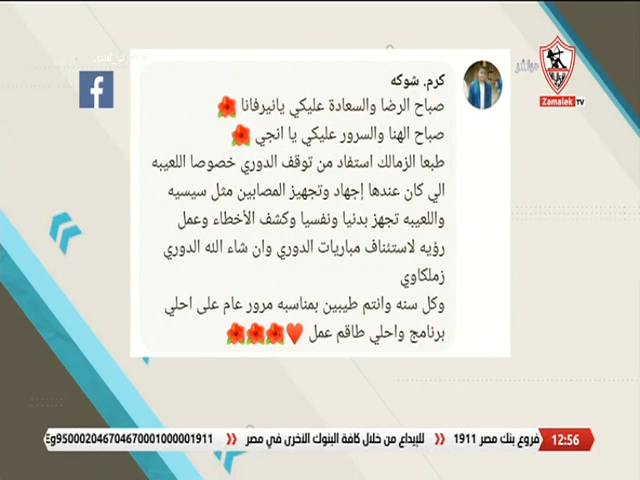 مباشر
Zamalek TV
كرم. شوكه
صباح الرضا والسعادة عليكي يانيرفانا
صباح الهنا والسرور عليكي يا انجي
طبعا الزمالك استفاد من توقف الدوري خصوصا اللعيبه
الي كان عندها إجهاد وتجهيز المصابين مثل سيسيه
واللعيبه تجهز بدنيا ونفسيا وكشف الأخطاء وعمل
رؤيه لاستئناف مباريات الدوري وان شاء الله الدوري
زملكاوي
وكل سنه وانتم طيبين بمناسبه مرور عام على احلي
برنامج واحلي طاقم عمل
12:56
فروع بنك مصر 1911 للإيداع من خلال كافة البنوك الاخرى في مصر Eg950002046704670001000001911